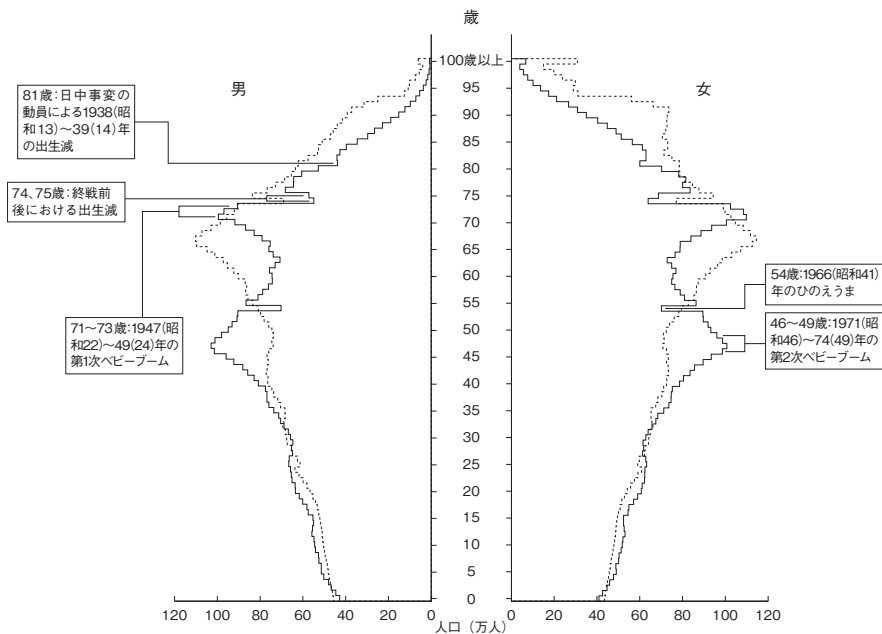 歳
男
女
100歳以上
95
90
85
80
75
70
65
60
55
50
45
40
35
30
25
20
15
10
5
0
81歳：日中事変の
動員による1938（昭
和13）～39（14）年
の出生減
74、75歳：終戦前
後における出生減
71～73歳：1947（昭
和22）～49（24）年の
第1次ベビーブーム
54歳：1966（昭和41）
年のひのえうま
46～49歳：1971（昭
和46）～74（49）年の
第2次ベビーブーム
120 100 80 60 40 20 0
0 20 40 60 80 100 120
人口（万人）